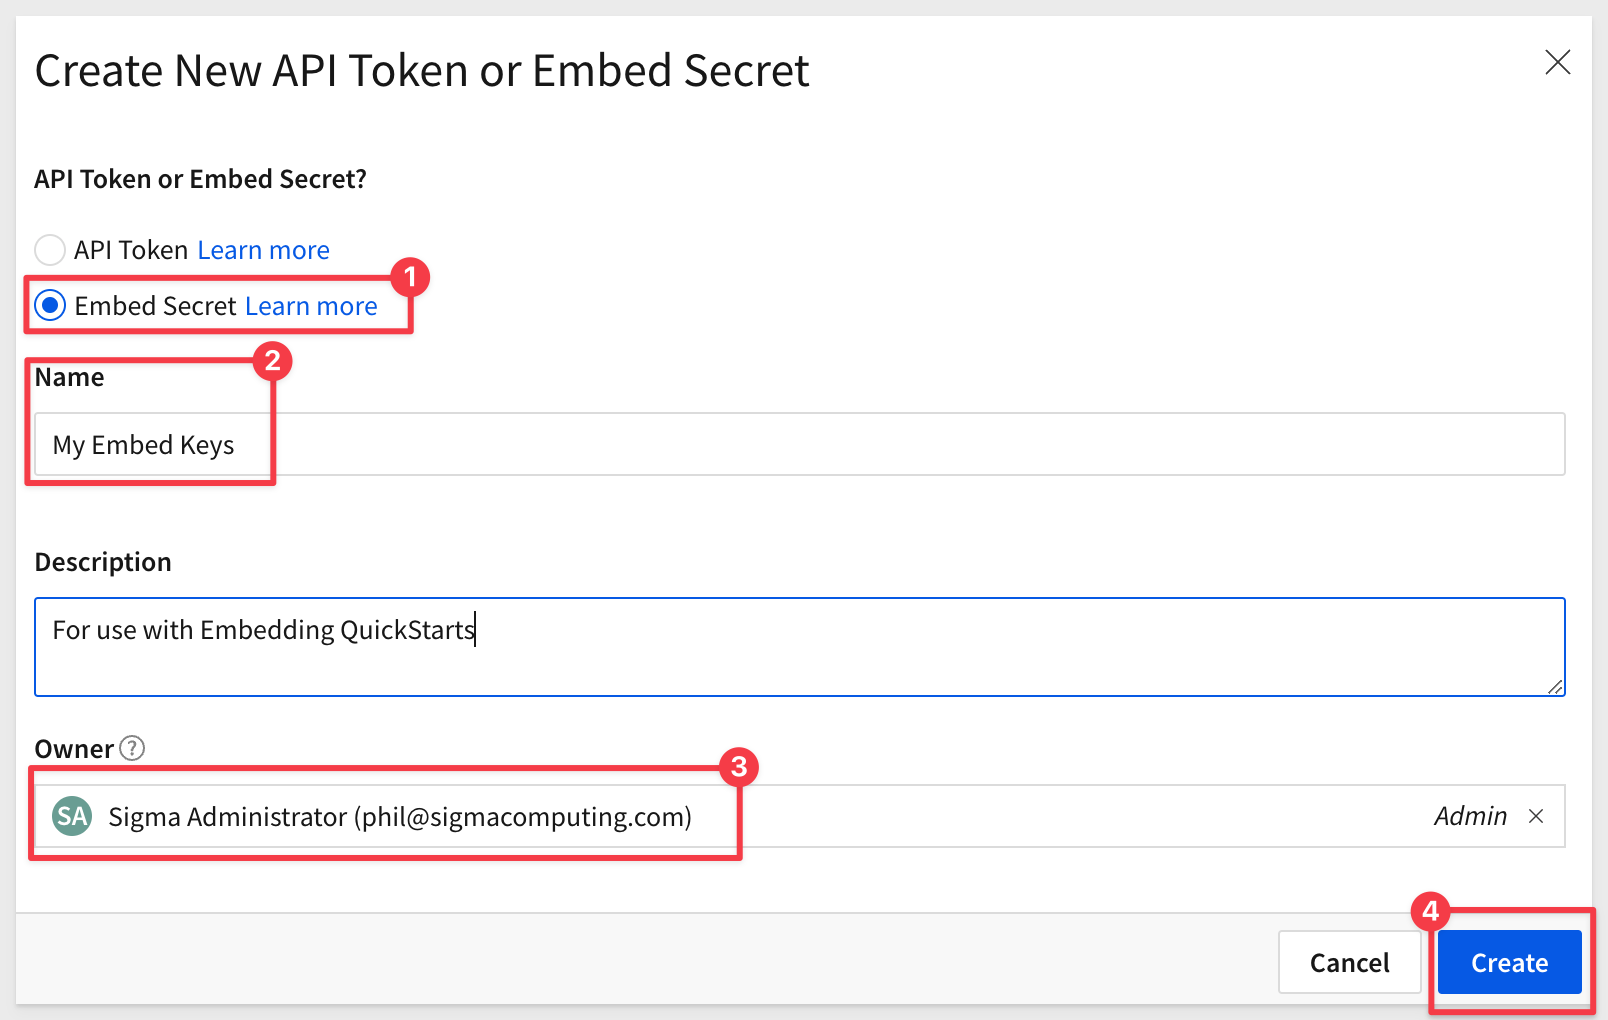 Create New API Token or Embed Secret
API Token or Embed Secret?
API Token Learn more
1
Embed Secret Learn more
2
Name
My Embed Keys
Description
For use with Embedding QuickStarts
Owner ?
3
SA Sigma Administrator (phil@sigmacomputing.com) Admin
4
Cancel Create